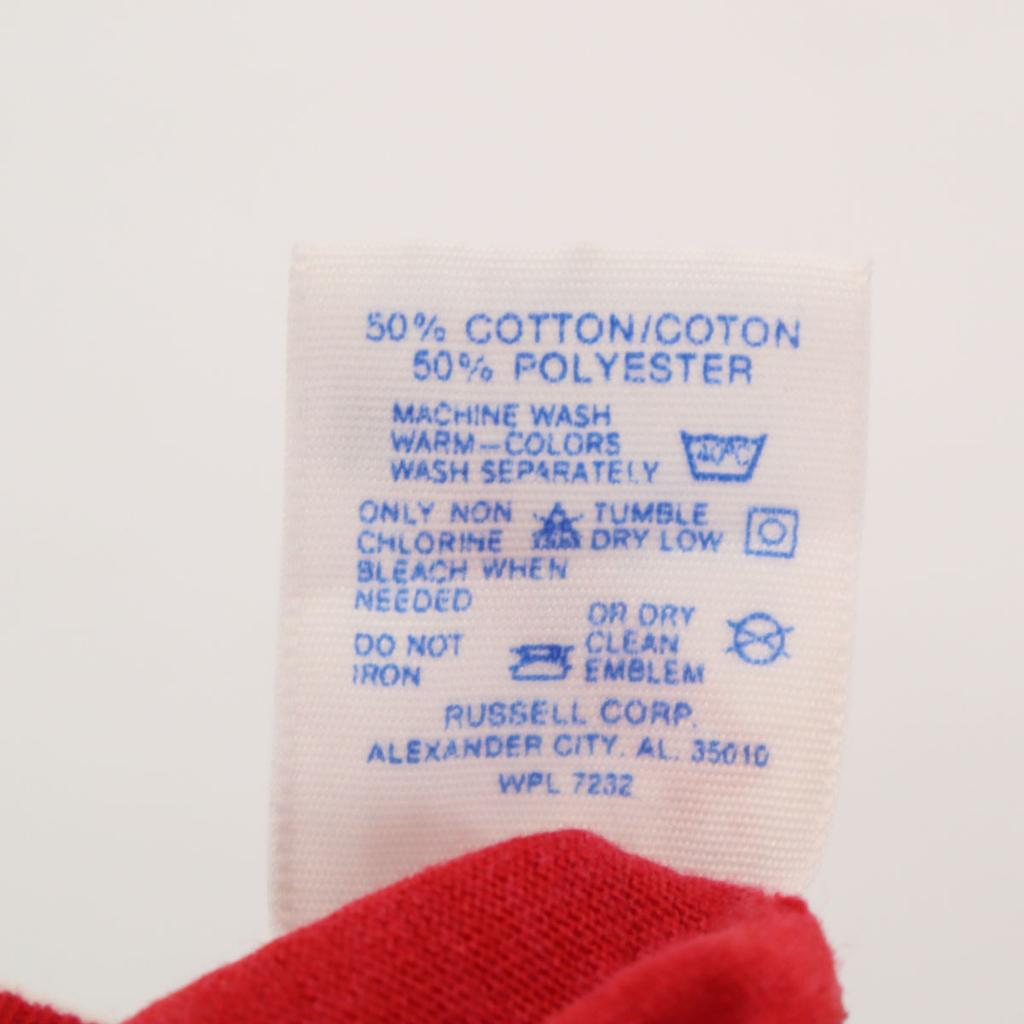 50% COTTON/COTON
50% POLYESTER
MACHINE WASH
WARM—COLORS
WASH SEPARATELY
40°C
ONLY NON
CHLORINE
BLEACH WHEN
NEEDED
TUMBLE
DRY LOW
DO NOT
IRON
OR DRY
CLEAN
EMBLEM
RUSSELL CORP.
ALEXANDER CITY, AL. 35010
WPL 7232